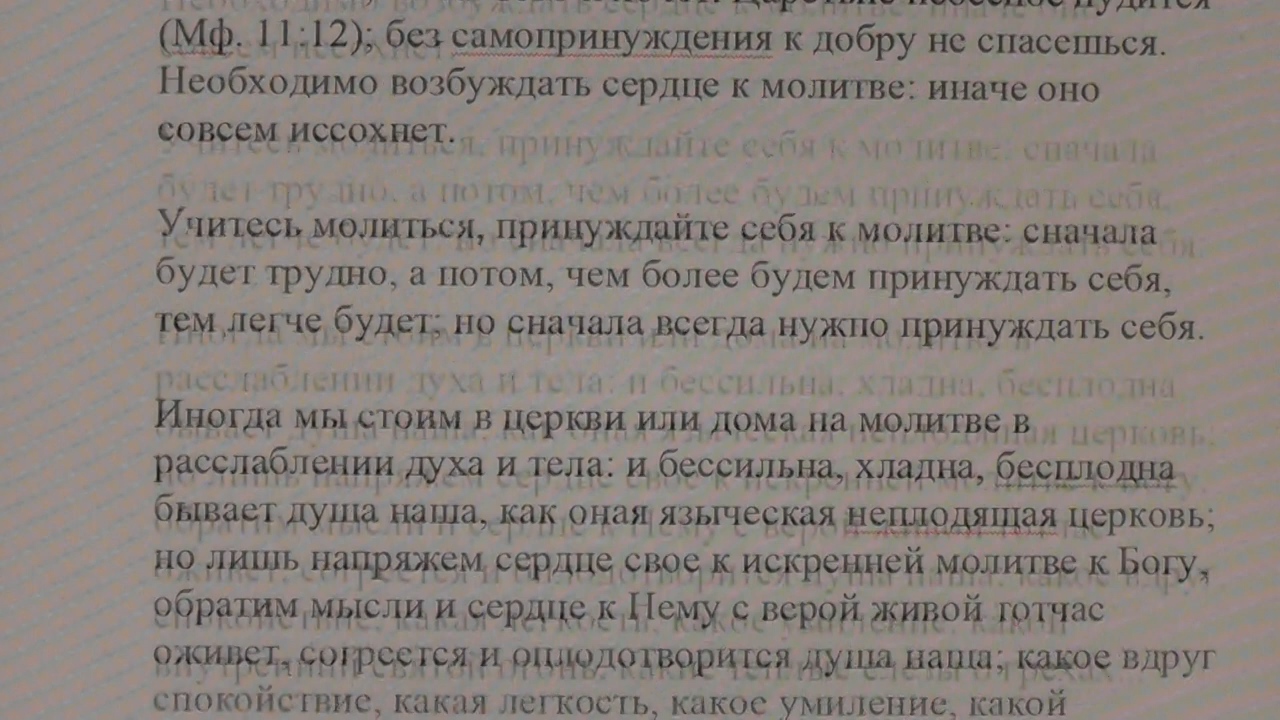 Царствие небесное нудится
(Мф. 11:12); без самопринуждения к добру не спасешься.
Необходимо возбуждать сердце к молитве: иначе оно
совсем иссохнет.
Учитесь молиться, принуждайте себя к молитве: сначала
будет трудно, а потом, чем более будем принуждать себя,
тем легче будет; но сначала всегда нужно принуждать себя.
Иногда мы стоим в церкви или дома на молитве в
расслаблении духа и тела: и бессильна, хладна, бесплодна
бывает душа наша, как оная языческая неплодящая церковь;
но лишь напряжем сердце свое к искренней молитве к Богу,
обратим мысли и сердце к Нему с верой живой тотчас
оживет, согреется и оплодотворится душа наша; какое вдруг
спокойствие, какая легкость, какое умиление, какой